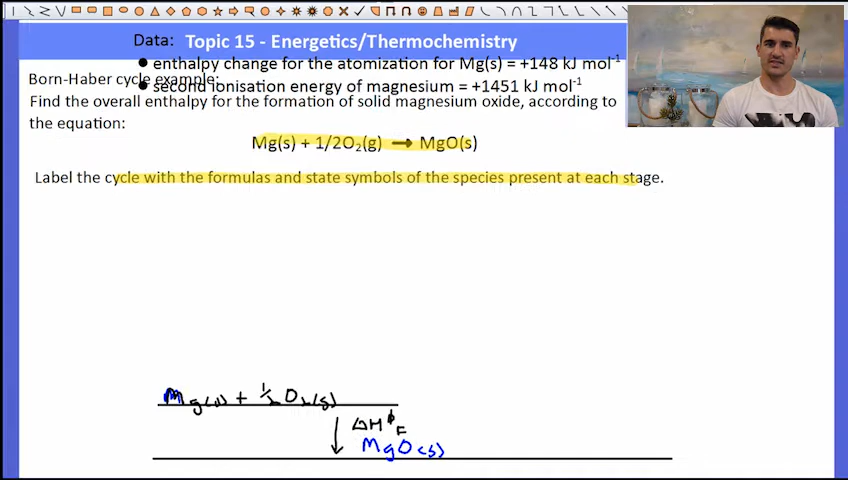 Data: Topic 15 - Energetics/Thermochemistry
● enthalpy change for the atomization for Mg(s) = +148 kJ mol⁻¹
Born-Haber cycle example:
● second ionisation energy of magnesium = +1451 kJ mol⁻¹
Find the overall enthalpy for the formation of solid magnesium oxide, according to
the equation:
Mg(s) + 1/2O₂(g) → MgO(s)
Label the cycle with the formulas and state symbols of the species present at each stage.
Mg(s) + ½O₂(g)
↓ ΔH°F
MgO(s)